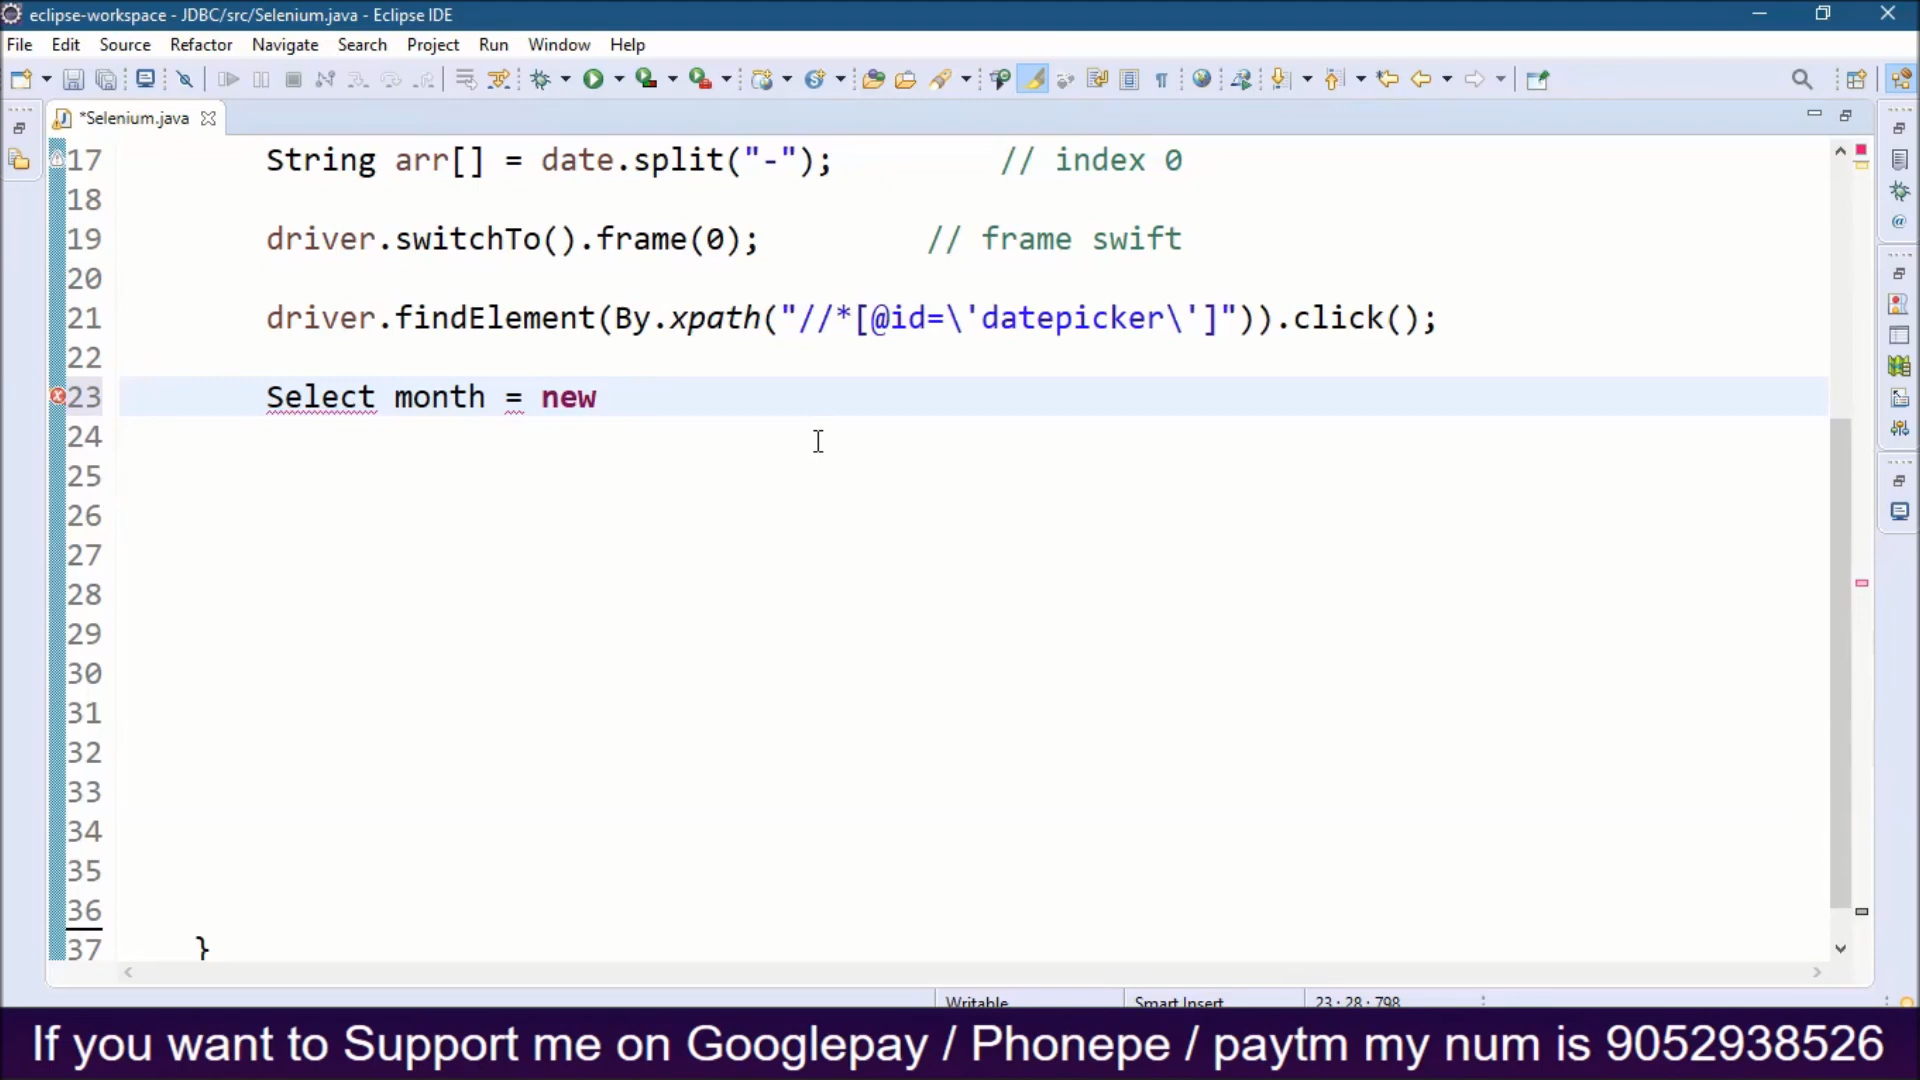 eclipse-workspace - JDBC/src/Selenium.java - Eclipse IDE
File Edit Source Refactor Navigate Search Project Run Window Help
*Selenium.java
17 String arr[] = date.split("-"); // index 0
18
19 driver.switchTo().frame(0); // frame swift
20
21 driver.findElement(By.xpath("//*[@id=\'datepicker\']")).click();
22
23 Select month = new
24
25
26
27
28
29
30
31
32
33
34
35
36
37 }
Writable Smart Insert 23 : 28 : 798
If you want to Support me on Googlepay / Phonepe / paytm my num is 9052938526